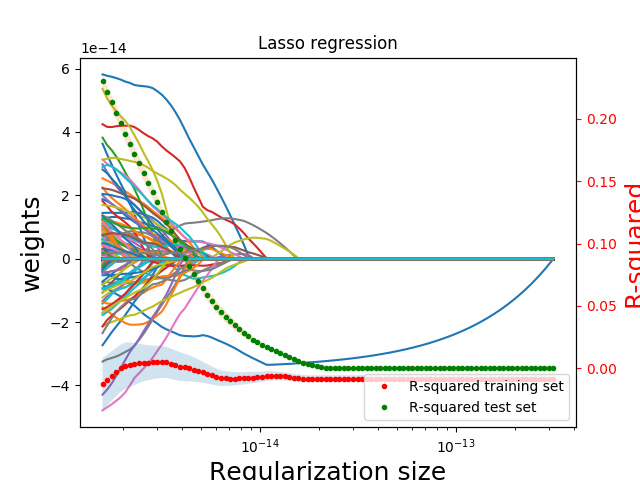 Lasso regression
1e−14
6
4
2
0
−2
−4
weights
0.20
0.15
0.10
0.05
0.00
R-squared
R-squared training set
R-squared test set
10⁻¹⁴
10⁻¹³
Regularization size